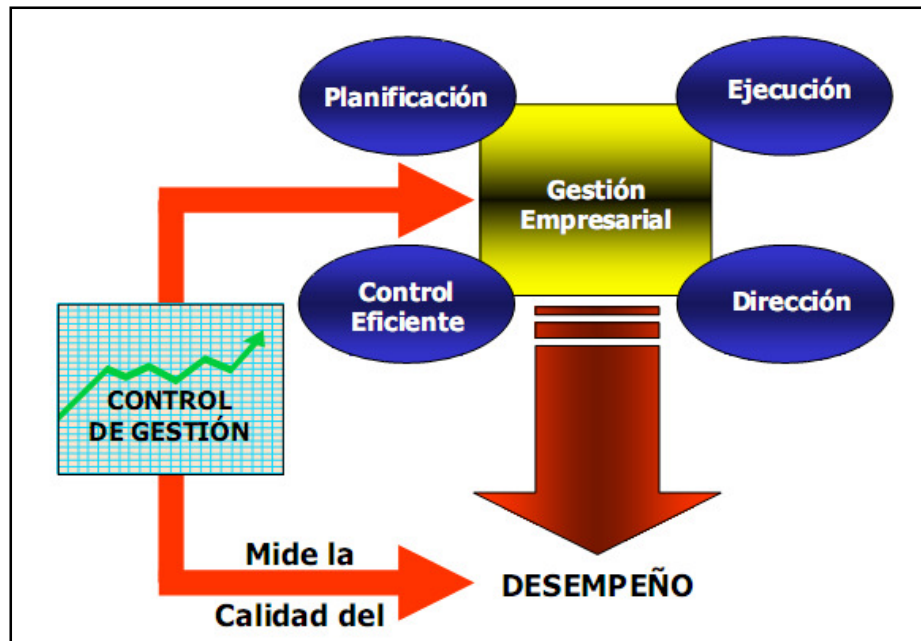 Planificación
Ejecución
Gestión
Empresarial
Control
Eficiente
Dirección
CONTROL
DE GESTIÓN
Mide la
Calidad del
DESEMPEÑO